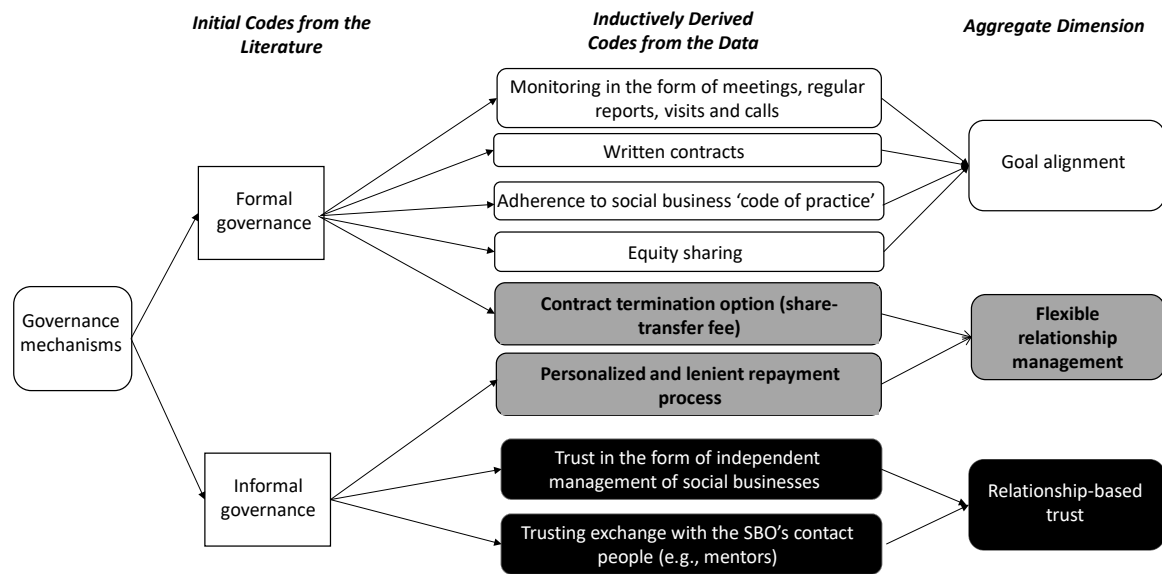 Initial Codes from the
Literature
Inductively Derived
Codes from the Data
Aggregate Dimension
Governance
mechanisms
Formal
governance
Informal
governance
Monitoring in the form of meetings, regular
reports, visits and calls
Written contracts
Adherence to social business ‘code of practice’
Equity sharing
Contract termination option (share-
transfer fee)
Personalized and lenient repayment
process
Trust in the form of independent
management of social businesses
Trusting exchange with the SBO’s contact
people (e.g., mentors)
Goal alignment
Flexible
relationship
management
Relationship-based
trust